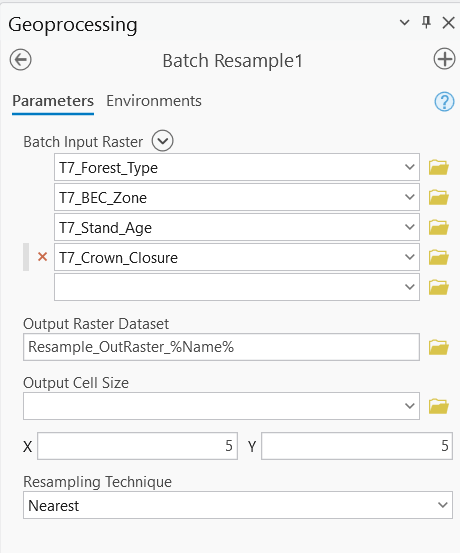 Geoprocessing
Batch Resample1
Parameters Environments
Batch Input Raster
T7_Forest_Type
T7_BEC_Zone
T7_Stand_Age
T7_Crown_Closure
Output Raster Dataset
Resample_OutRaster_%Name%
Output Cell Size
X 5 Y 5
Resampling Technique
Nearest